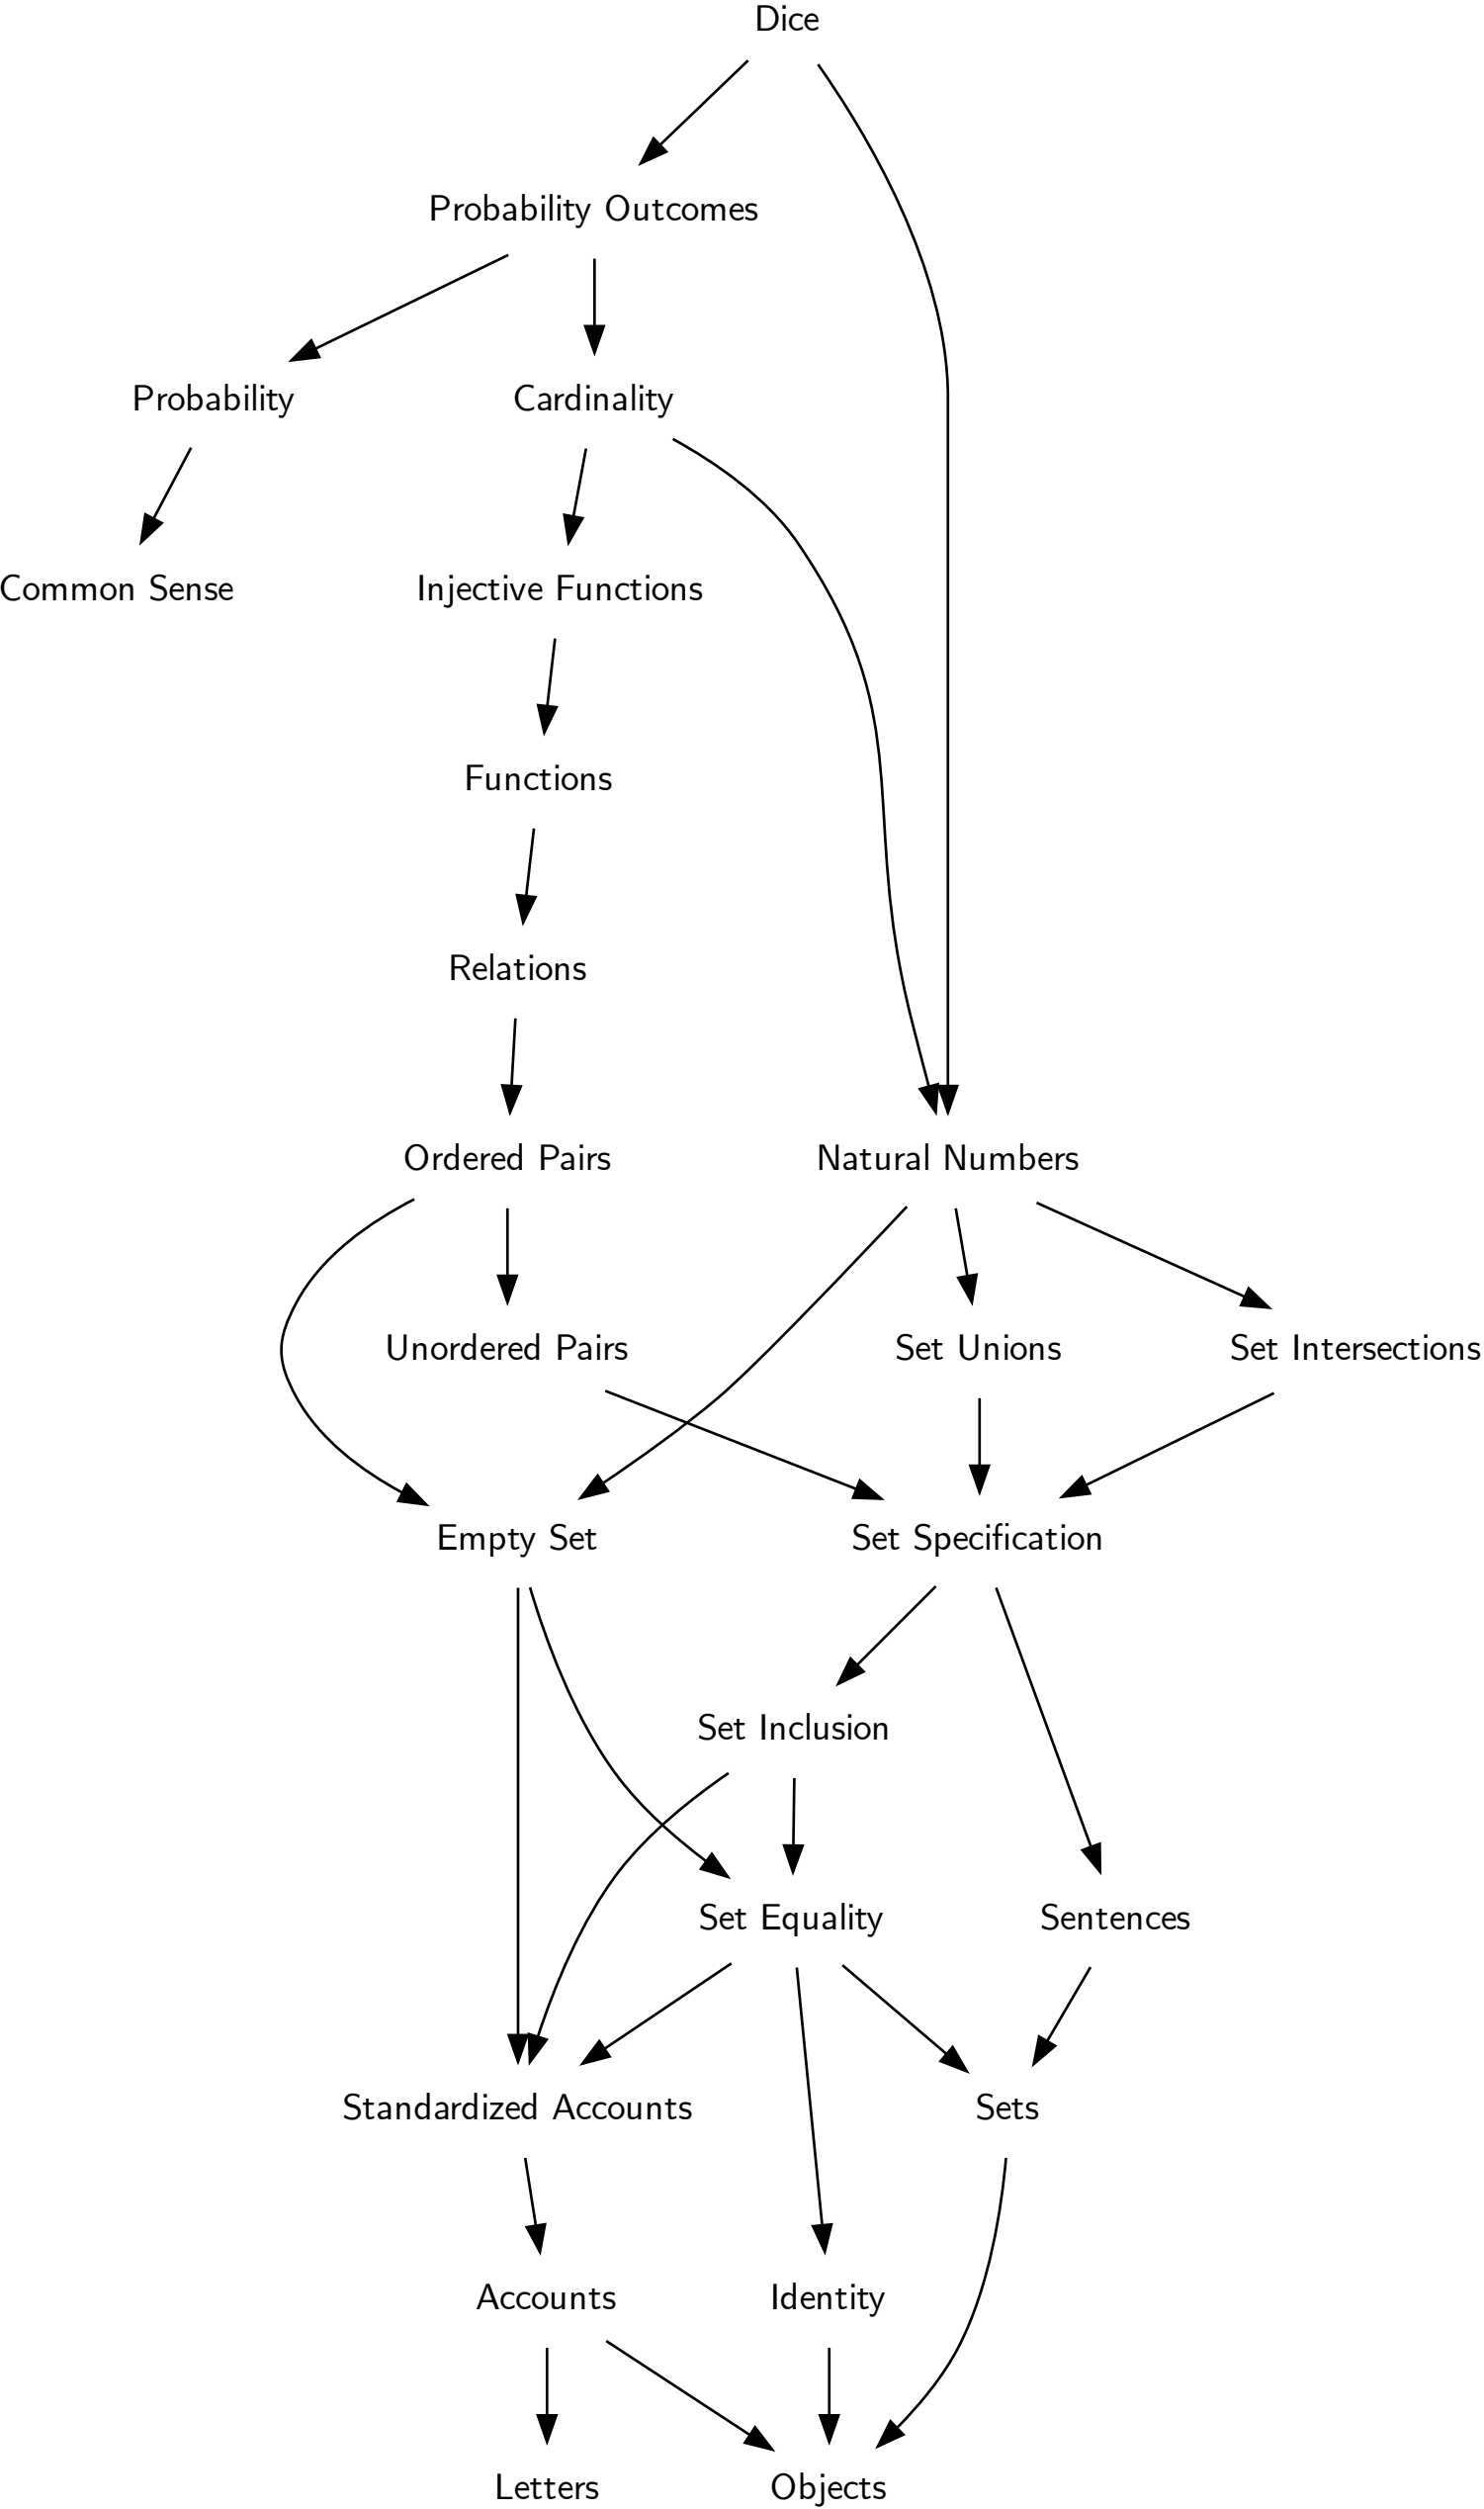 Dice
Probability Outcomes
Probability
Cardinality
Common Sense
Injective Functions
Functions
Relations
Ordered Pairs
Natural Numbers
Unordered Pairs
Set Unions
Set Intersections
Empty Set
Set Specification
Set Inclusion
Set Equality
Sentences
Standardized Accounts
Sets
Accounts
Identity
Letters
Objects